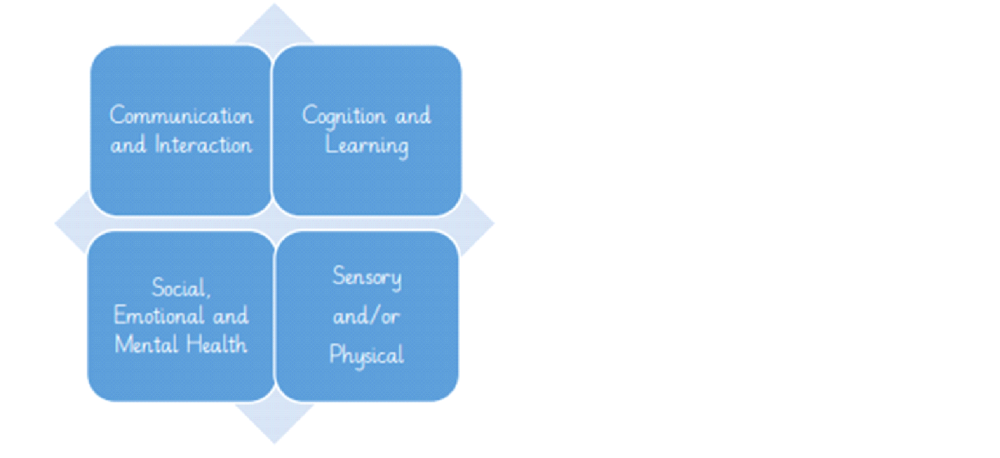 Communication
and Interaction
Cognition and
Learning
Social,
Emotional and
Mental Health
Sensory
and/or
Physical